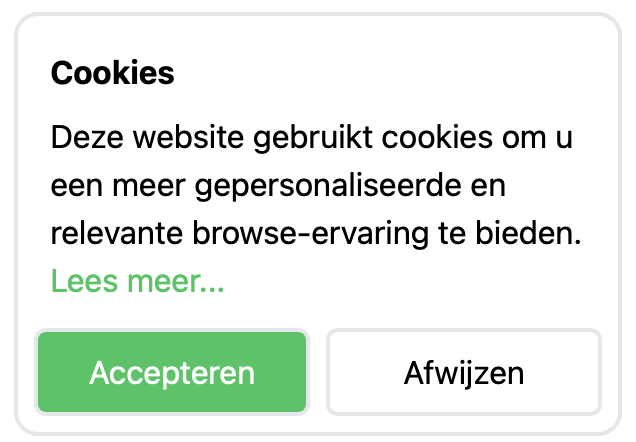 Cookies
Deze website gebruikt cookies om u
een meer gepersonaliseerde en
relevante browse-ervaring te bieden.
Lees meer...
Accepteren
Afwijzen